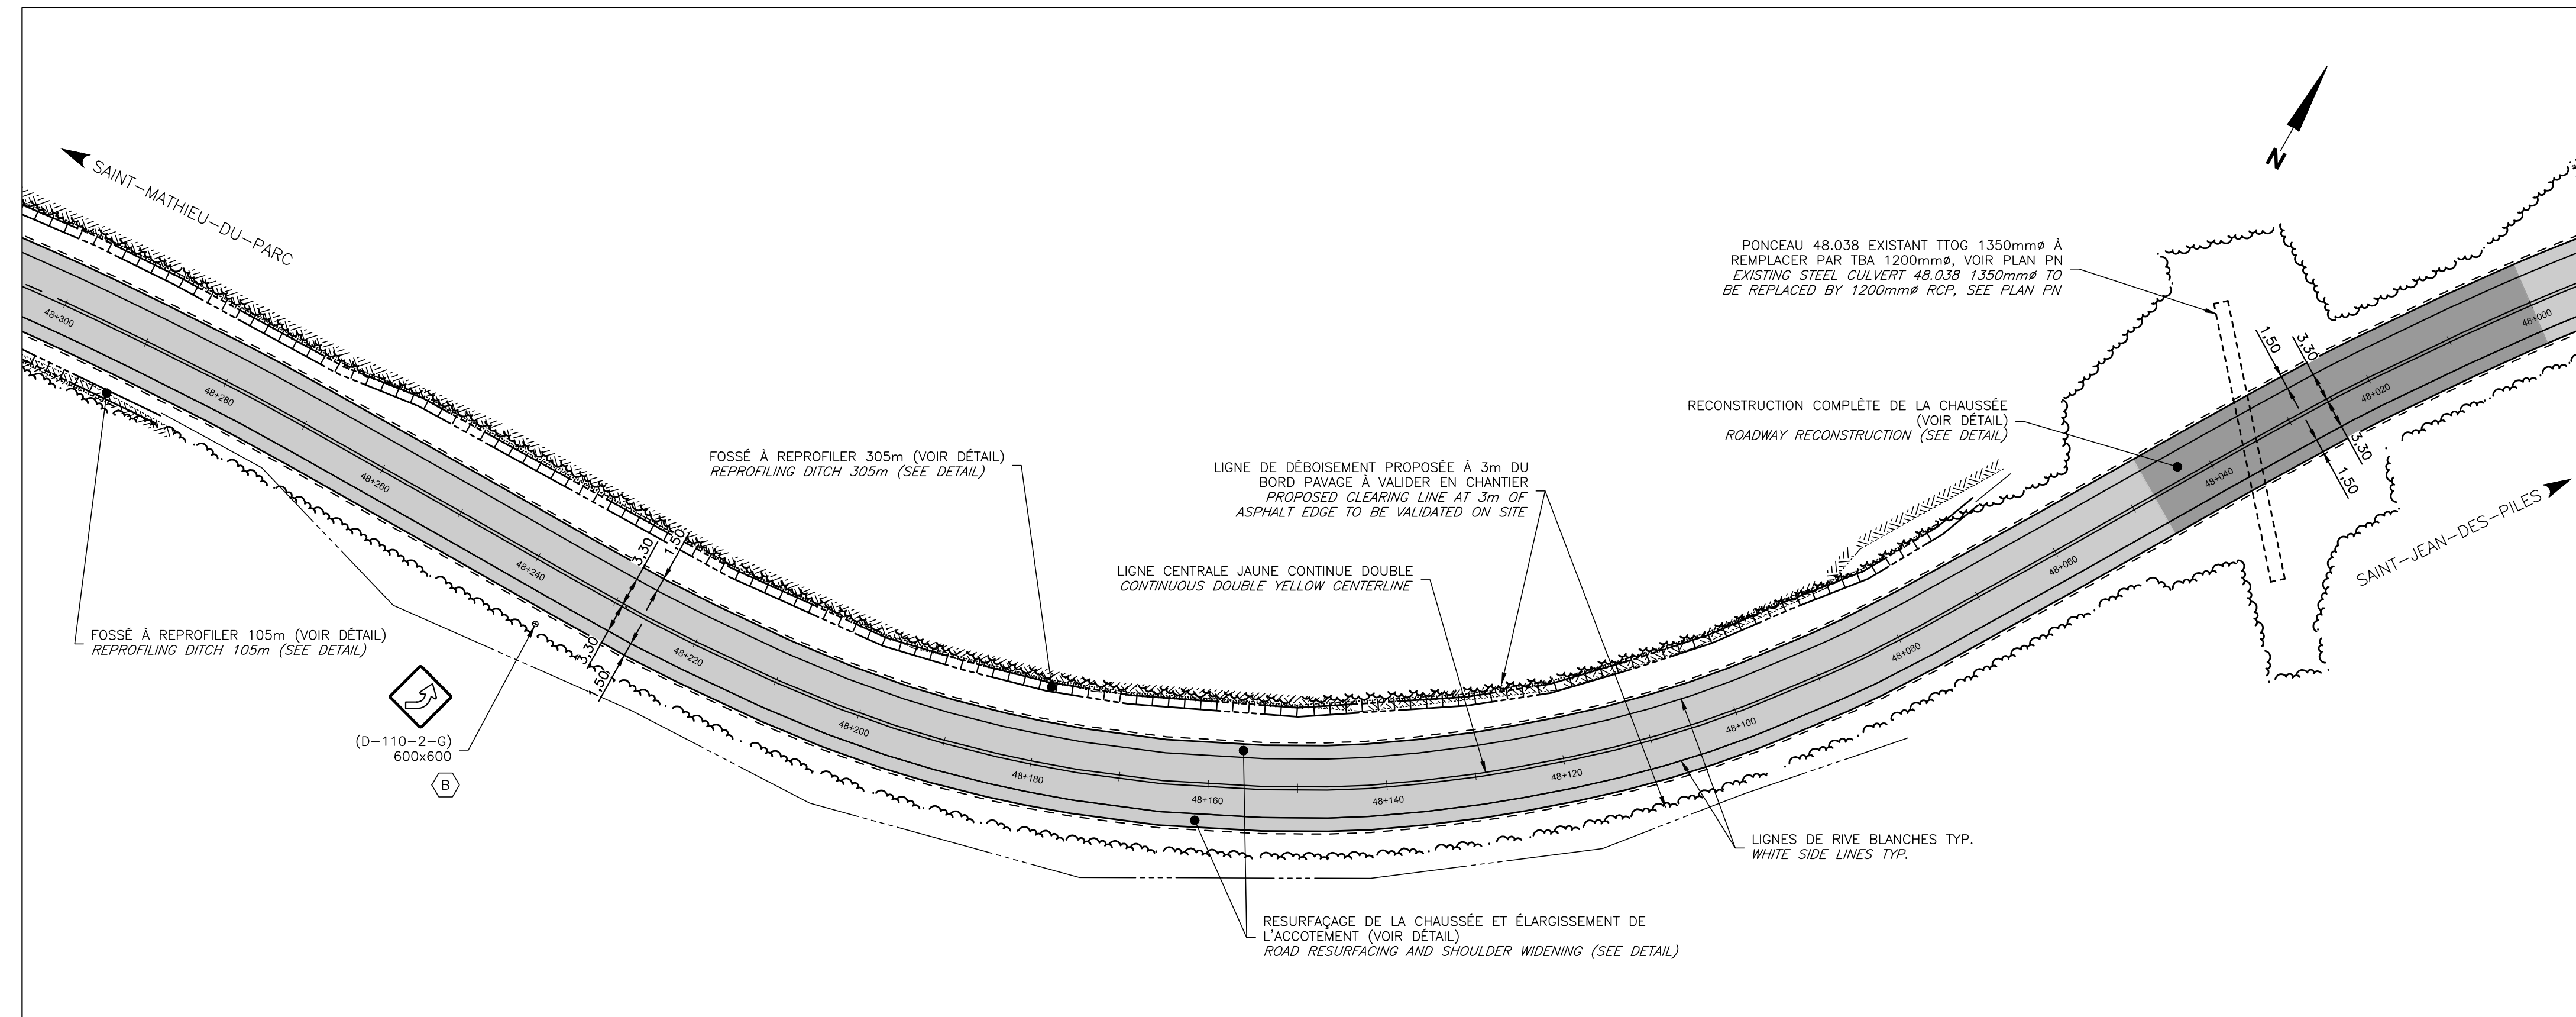 SAINT-MATHIEU-DU-PARC
N
PONCEAU 48.038 EXISTANT TTOG 1350mmø À
REMPLACER PAR TBA 1200mmø, VOIR PLAN PN
EXISTING STEEL CULVERT 48.038 1350mmø TO
BE REPLACED BY 1200mmø RCP, SEE PLAN PN
RECONSTRUCTION COMPLÈTE DE LA CHAUSSÉE
(VOIR DÉTAIL)
ROADWAY RECONSTRUCTION (SEE DETAIL)
SAINT-JEAN-DES-PILES
FOSSÉ À REPROFILER 305m (VOIR DÉTAIL)
REPROFILING DITCH 305m (SEE DETAIL)
LIGNE DE DÉBOISEMENT PROPOSÉE À 3m DU
BORD PAVAGE À VALIDER EN CHANTIER
PROPOSED CLEARING LINE AT 3m OF
ASPHALT EDGE TO BE VALIDATED ON SITE
LIGNE CENTRALE JAUNE CONTINUE DOUBLE
CONTINUOUS DOUBLE YELLOW CENTERLINE
FOSSÉ À REPROFILER 105m (VOIR DÉTAIL)
REPROFILING DITCH 105m (SEE DETAIL)
(D-110-2-G)
600x600
B
LIGNES DE RIVE BLANCHES TYP.
WHITE SIDE LINES TYP.
RESURFAÇAGE DE LA CHAUSSÉE ET ÉLARGISSEMENT DE
L'ACCOTEMENT (VOIR DÉTAIL)
ROAD RESURFACING AND SHOULDER WIDENING (SEE DETAIL)
48+300
48+280
48+260
48+240
48+220
48+200
48+180
48+160
48+140
48+120
48+100
48+080
48+060
48+040
48+020
48+000
3,30
1,50
3,30
1,50
1,50
3,30
3,30
1,50